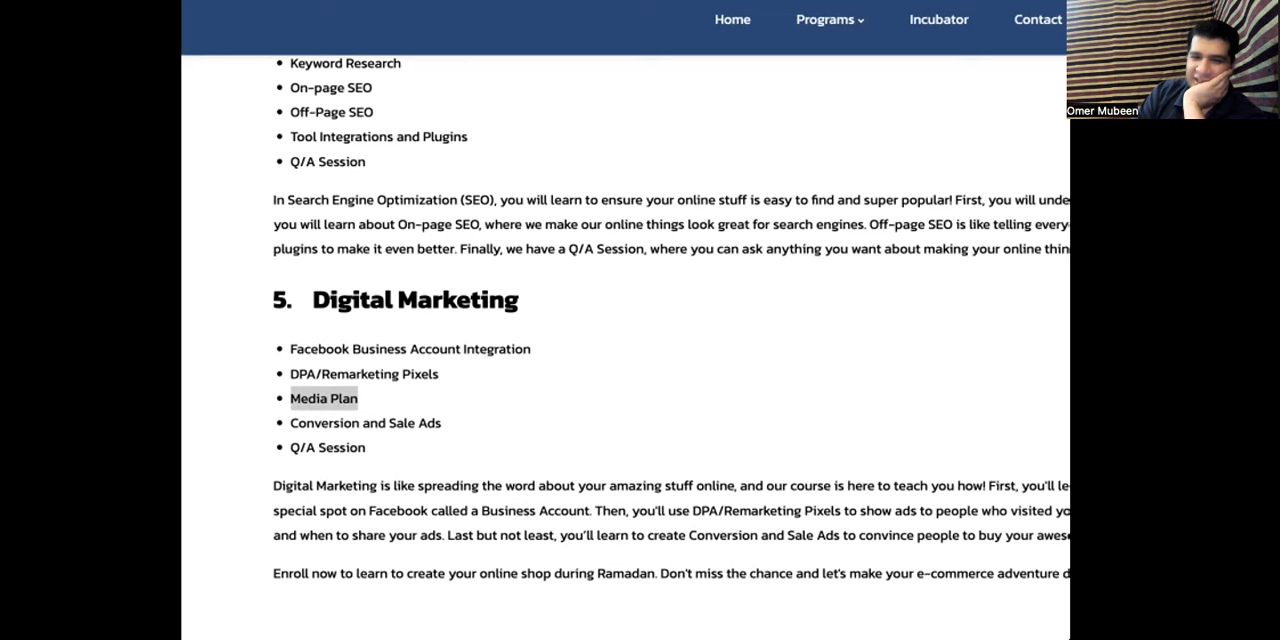 Home Programs Incubator Contact
Omer Mubeen
Keyword Research
On-page SEO
Off-Page SEO
Tool Integrations and Plugins
Q/A Session
In Search Engine Optimization (SEO), you will learn to ensure your online stuff is easy to find and super popular! First, you will
you will learn about On-page SEO, where we make our online things look great for search engines. Off-page SEO is like telling
plugins to make it even better. Finally, we have a Q/A Session, where you can ask anything you want about making your online
5. Digital Marketing
Facebook Business Account Integration
DPA/Remarketing Pixels
Media Plan
Conversion and Sale Ads
Q/A Session
Digital Marketing is like spreading the word about your amazing stuff online, and our course is here to teach you how! First, you'll
special spot on Facebook called a Business Account. Then, you'll use DPA/Remarketing Pixels to show ads to people who visited
and when to share your ads. Last but not least, you'll learn to create Conversion and Sale Ads to convince people to buy your
Enroll now to learn to create your online shop during Ramadan. Don't miss the chance and let's make your e-commerce adventure